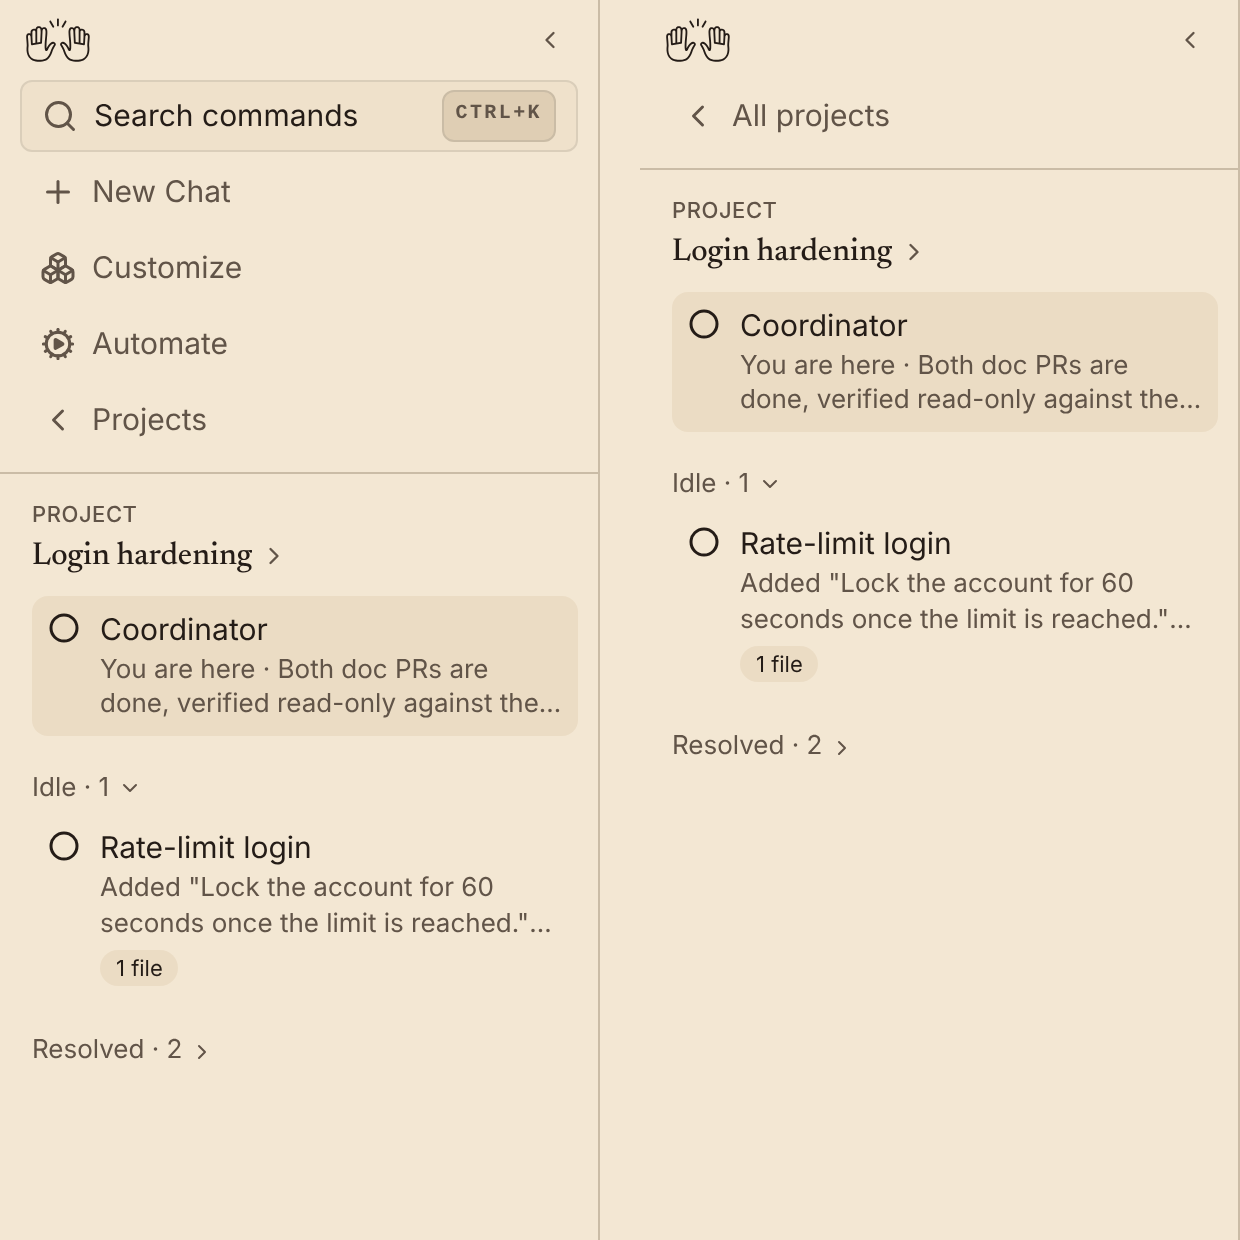 Search commands
CTRL+K
New Chat
Customize
Automate
Projects
PROJECT
Login hardening
Coordinator
You are here · Both doc PRs are
done, verified read-only against the...
Idle · 1
Rate-limit login
Added "Lock the account for 60
seconds once the limit is reached."...
1 file
Resolved · 2
All projects
PROJECT
Login hardening
Coordinator
You are here · Both doc PRs are
done, verified read-only against the...
Idle · 1
Rate-limit login
Added "Lock the account for 60
seconds once the limit is reached."...
1 file
Resolved · 2